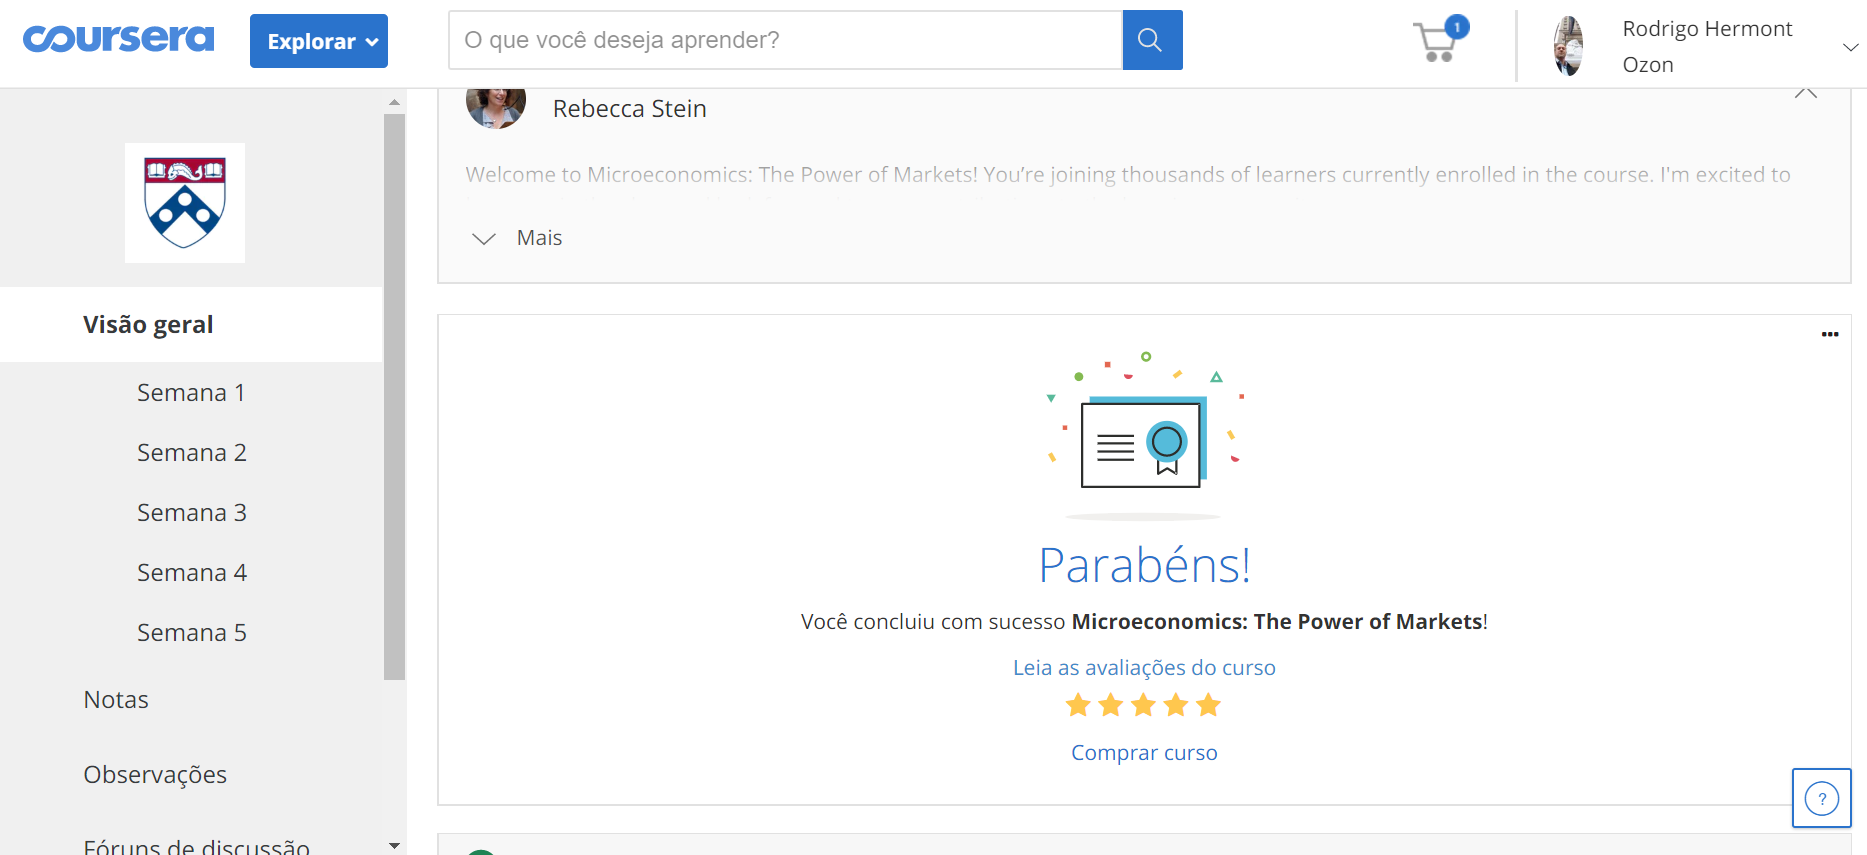 coursera
Explorar
O que você deseja aprender?
1
Rodrigo Hermont
Ozon
Rebecca Stein
Welcome to Microeconomics: The Power of Markets! You’re joining thousands of learners currently enrolled in the course. I'm excited to
Mais
Visão geral
Semana 1
Semana 2
Semana 3
Semana 4
Semana 5
Notas
Observações
Fóruns de discussão
Parabéns!
Você concluiu com sucesso Microeconomics: The Power of Markets!
Leia as avaliações do curso
Comprar curso
?